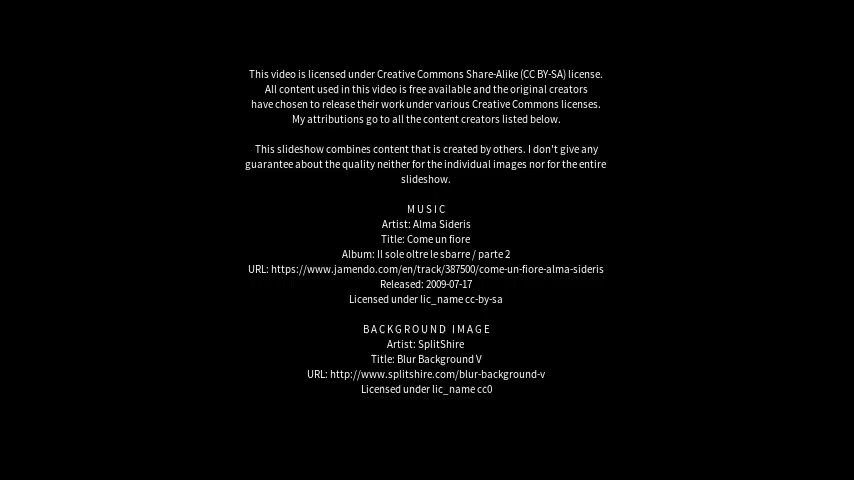 This video is licensed under Creative Commons Share-Alike (CC BY-SA) license.
All content used in this video is free available and the original creators
have chosen to release their work under various Creative Commons licenses.
My attributions go to all the content creators listed below.
This slideshow combines content that is created by others. I don't give any
guarantee about the quality neither for the individual images nor for the entire
slideshow.
MUSIC
Artist: Alma Sideris
Title: Come un fiore
Album: Il sole oltre le sbarre / parte 2
URL: https://www.jamendo.com/en/track/387500/come-un-fiore-alma-sideris
Released: 2009-07-17
Licensed under lic_name cc-by-sa
BACKGROUND IMAGE
Artist: SplitShire
Title: Blur Background V
URL: http://www.splitshire.com/blur-background-v
Licensed under lic_name cc0